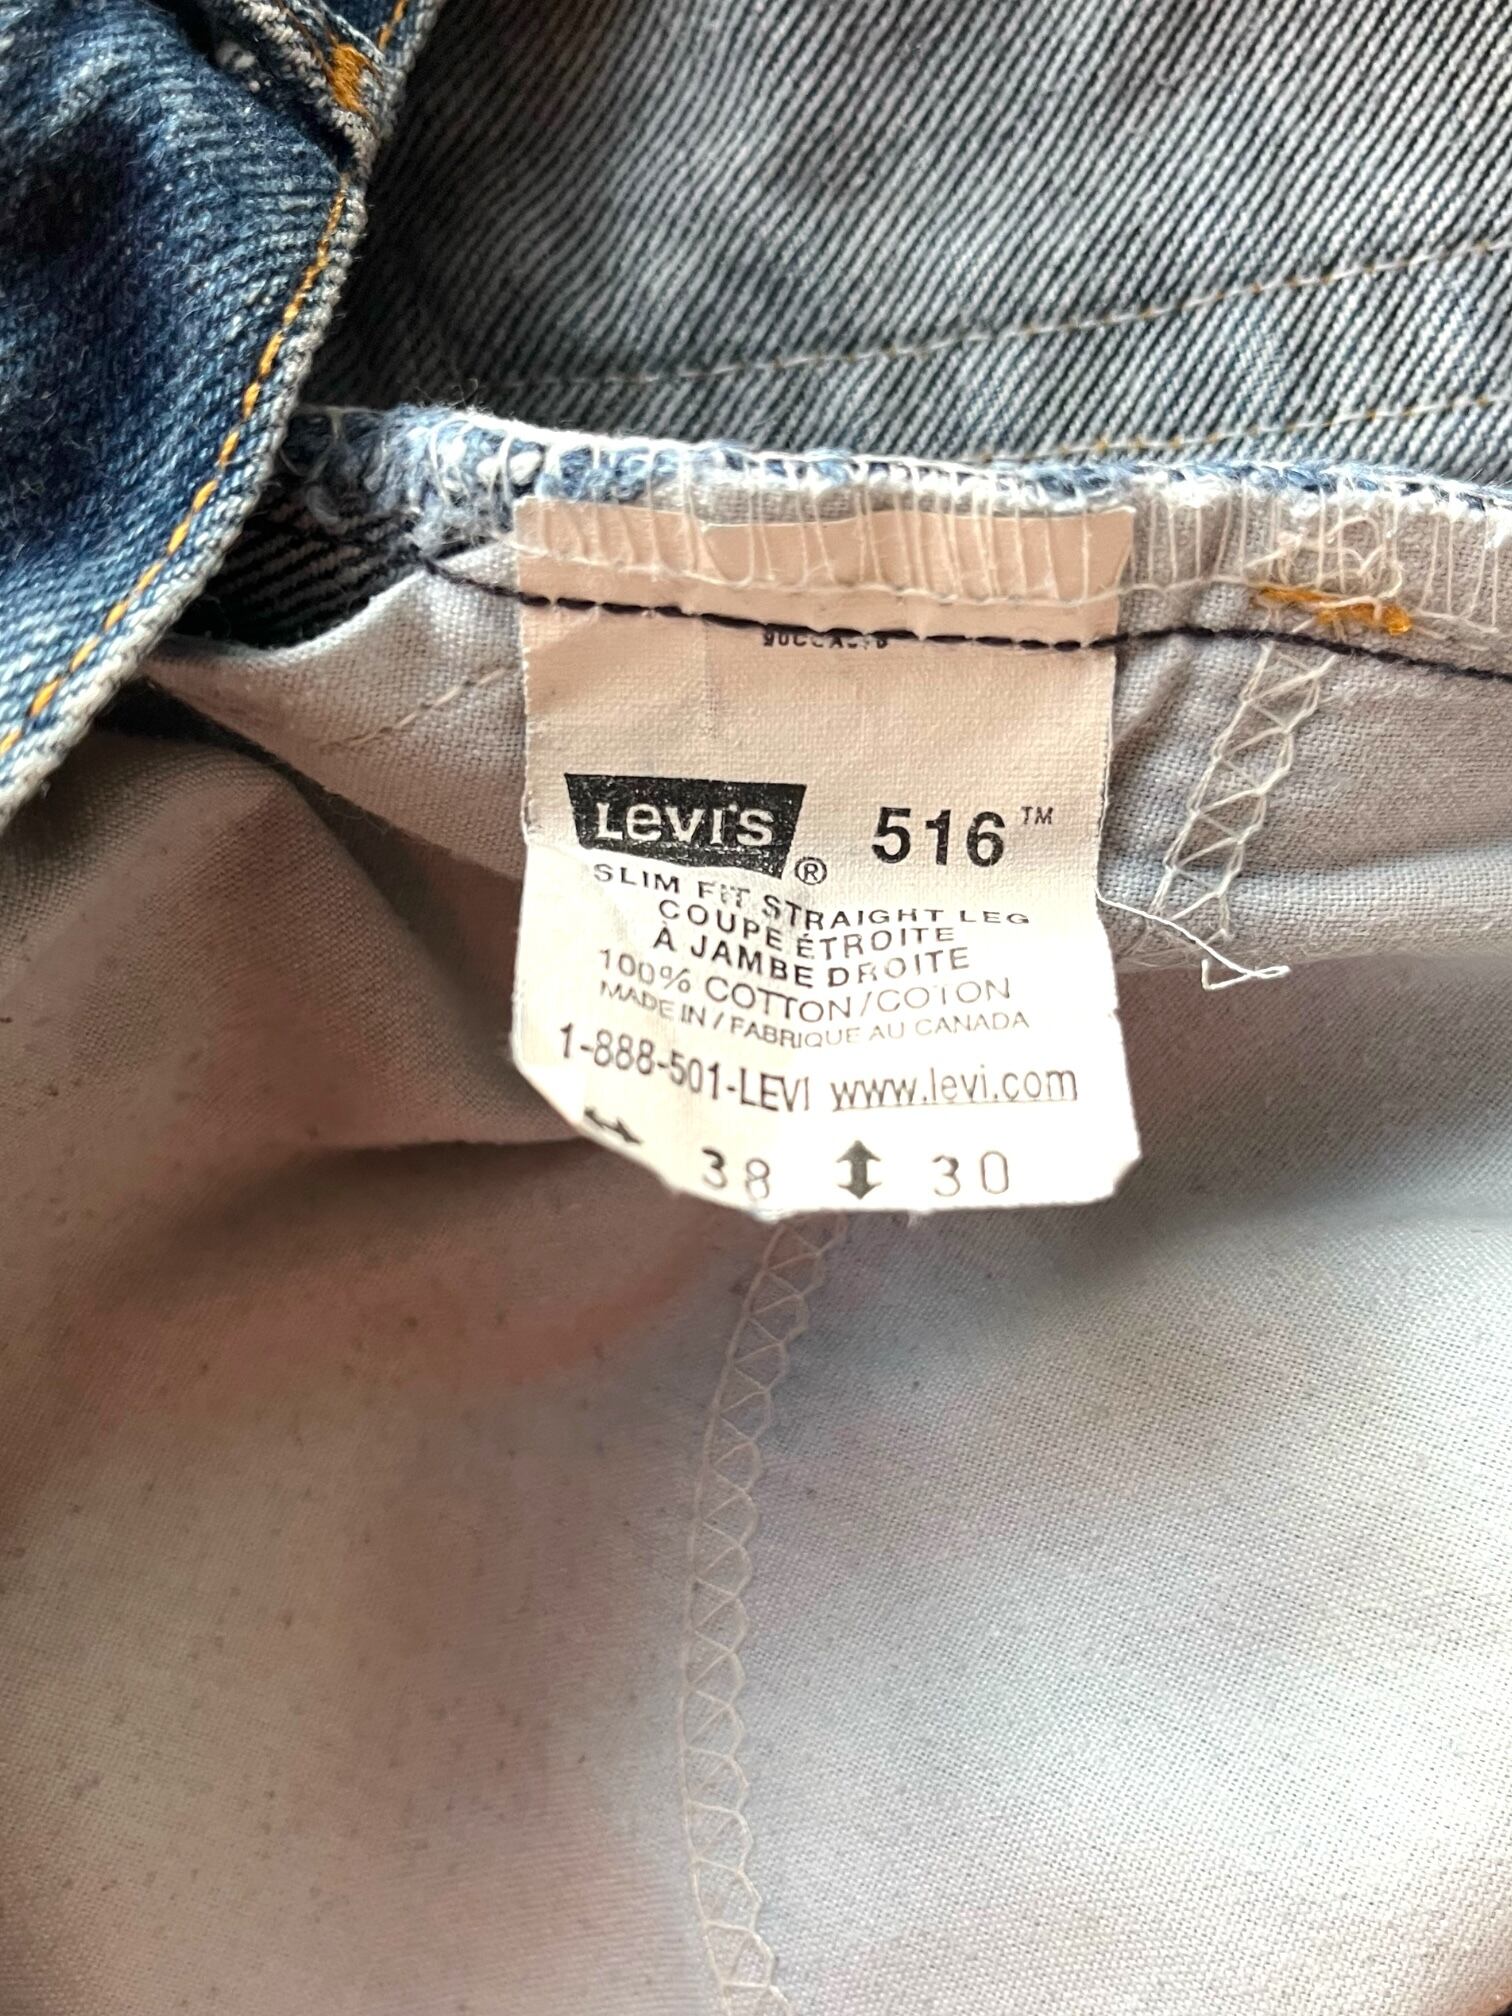 Levi's® 516™
SLIM FIT STRAIGHT LEG
COUPE ÉTROITE
À JAMBE DROITE
100% COTTON/COTON
MADE IN / FABRIQUE AU CANADA
1-888-501-LEVI www.levi.com
↔ 38 ↕ 30